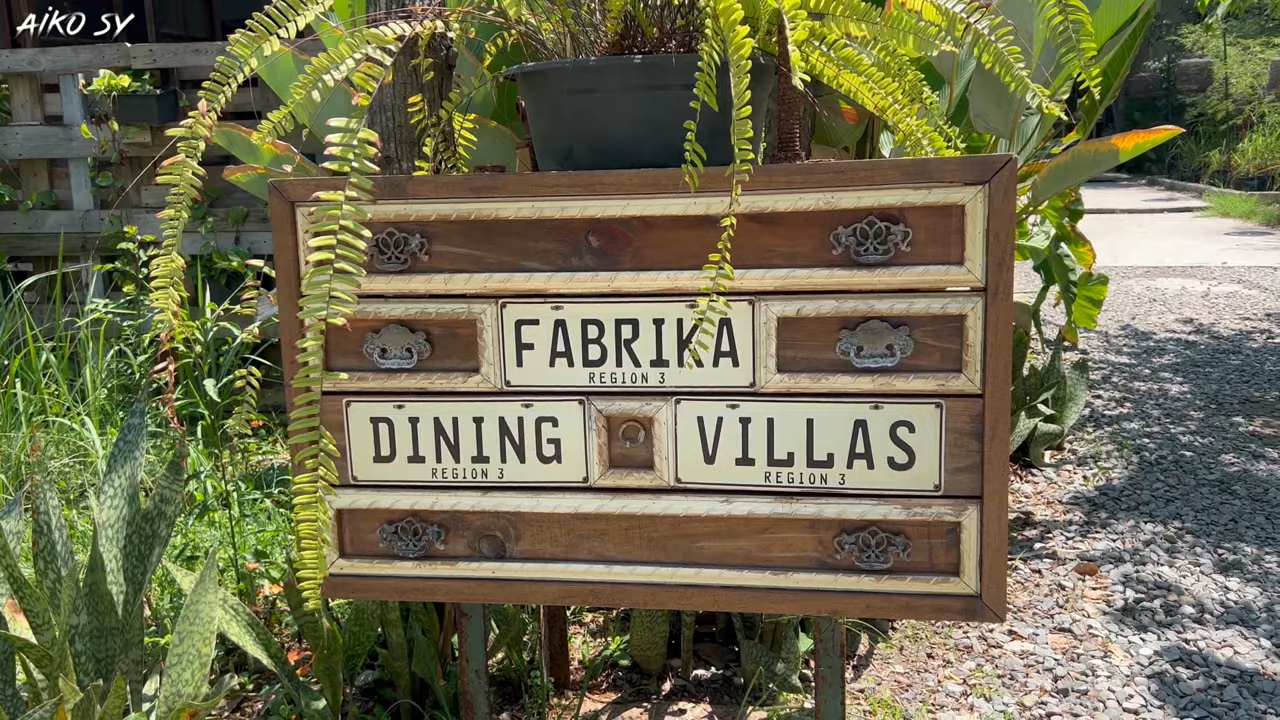 AiKO SY
FABRIKA
REGION 3
DINING
REGION 3
VILLAS
REGION 3